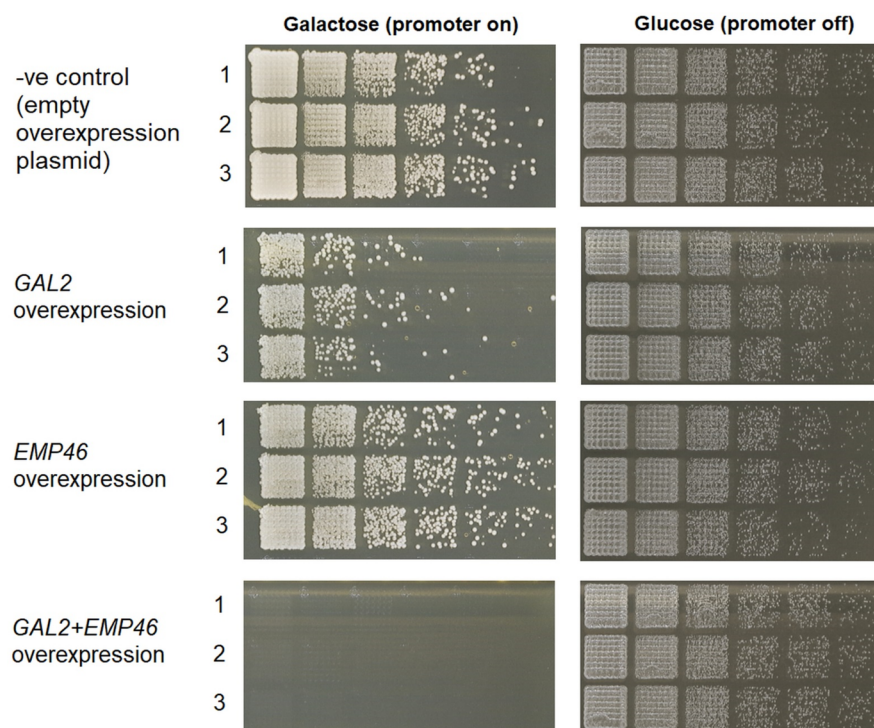 Galactose (promoter on)
Glucose (promoter off)
-ve control
(empty
overexpression
plasmid)
1
2
3
GAL2
overexpression
1
2
3
EMP46
overexpression
1
2
3
GAL2+EMP46
overexpression
1
2
3